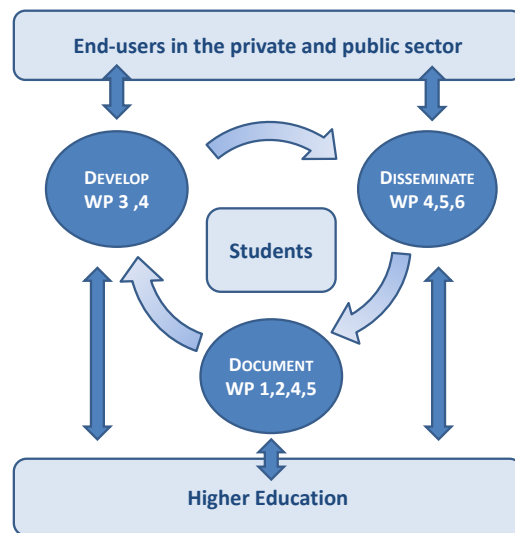 End-users in the private and public sector
DEVELOP
WP 3 ,4
DISSEMINATE
WP 4,5,6
Students
DOCUMENT
WP 1,2,4,5
Higher Education